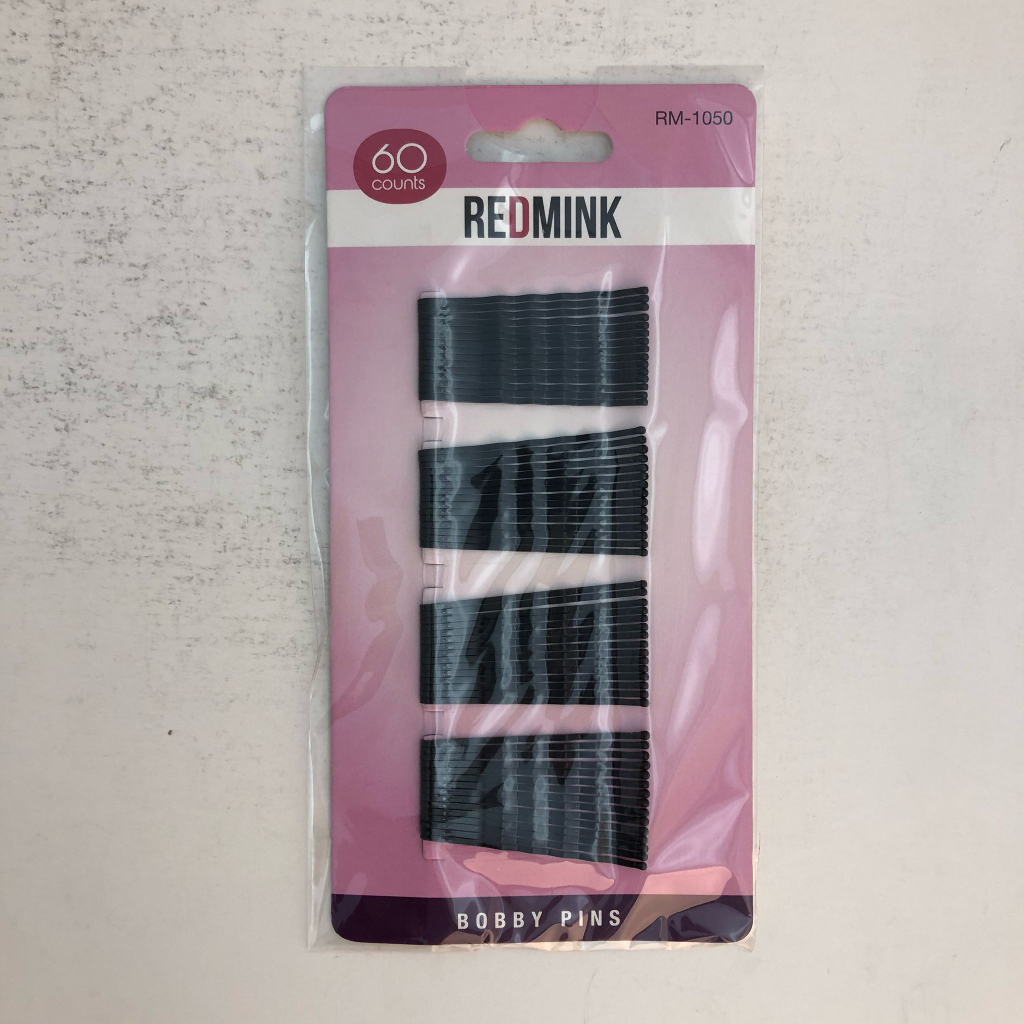 RM-1050
60
counts
REDMINK
BOBBY PINS